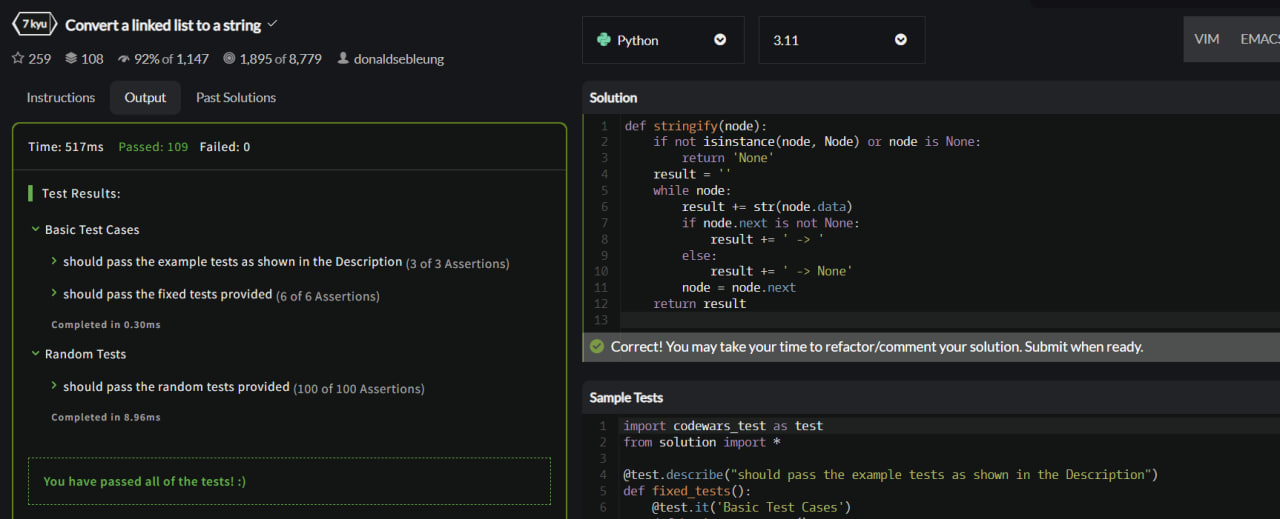 7 kyu Convert a linked list to a string
259 108 92% of 1,147 1,895 of 8,779 donaldsebleung
Instructions Output Past Solutions
Time: 517ms Passed: 109 Failed: 0
Test Results:
Basic Test Cases
should pass the example tests as shown in the Description (3 of 3 Assertions)
should pass the fixed tests provided (6 of 6 Assertions)
Completed in 0.30ms
Random Tests
should pass the random tests provided (100 of 100 Assertions)
Completed in 8.96ms
You have passed all of the tests! :)
Python 3.11 VIM EMACS
Solution
1 def stringify(node):
2     if not isinstance(node, Node) or node is None:
3         return 'None'
4     result = ''
5     while node:
6         result += str(node.data)
7         if node.next is not None:
8             result += ' -> '
9         else:
10             result += ' -> None'
11         node = node.next
12     return result
13
Correct! You may take your time to refactor/comment your solution. Submit when ready.
Sample Tests
1 import codewars_test as test
2 from solution import *
3
4 @test.describe("should pass the example tests as shown in the Description")
5 def fixed_tests():
6     @test.it('Basic Test Cases')